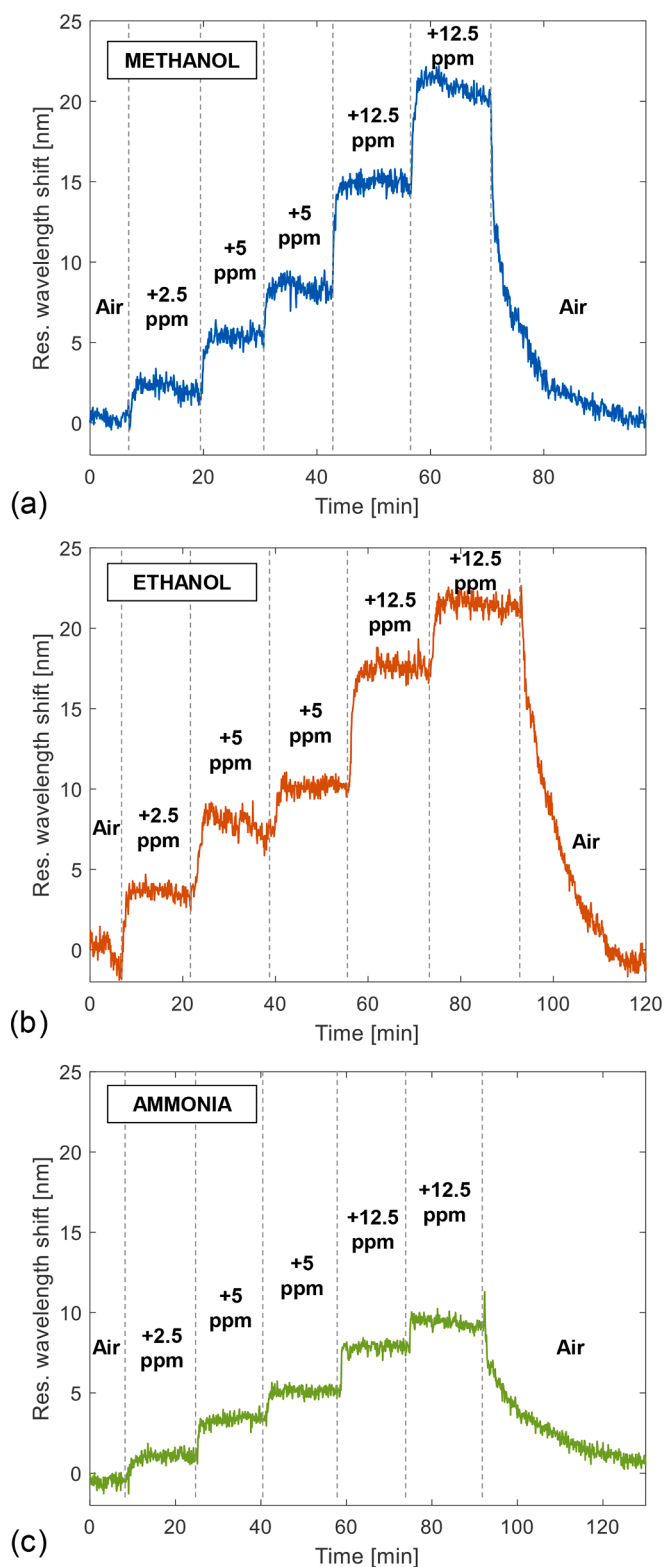 METHANOL
+12.5
ppm
+12.5
ppm
+5
ppm
+5
ppm
+2.5
ppm
Air
Air
25
20
15
10
5
0
Res. wavelength shift [nm]
0
20
40
60
80
Time [min]
(a)
ETHANOL
+12.5
ppm
+12.5
ppm
+5
ppm
+5
ppm
+2.5
ppm
Air
Air
25
20
15
10
5
0
Res. wavelength shift [nm]
0
20
40
60
80
100
120
Time [min]
(b)
AMMONIA
+12.5
ppm
+12.5
ppm
+5
ppm
+5
ppm
+2.5
ppm
Air
Air
25
20
15
10
5
0
Res. wavelength shift [nm]
0
20
40
60
80
100
120
Time [min]
(c)